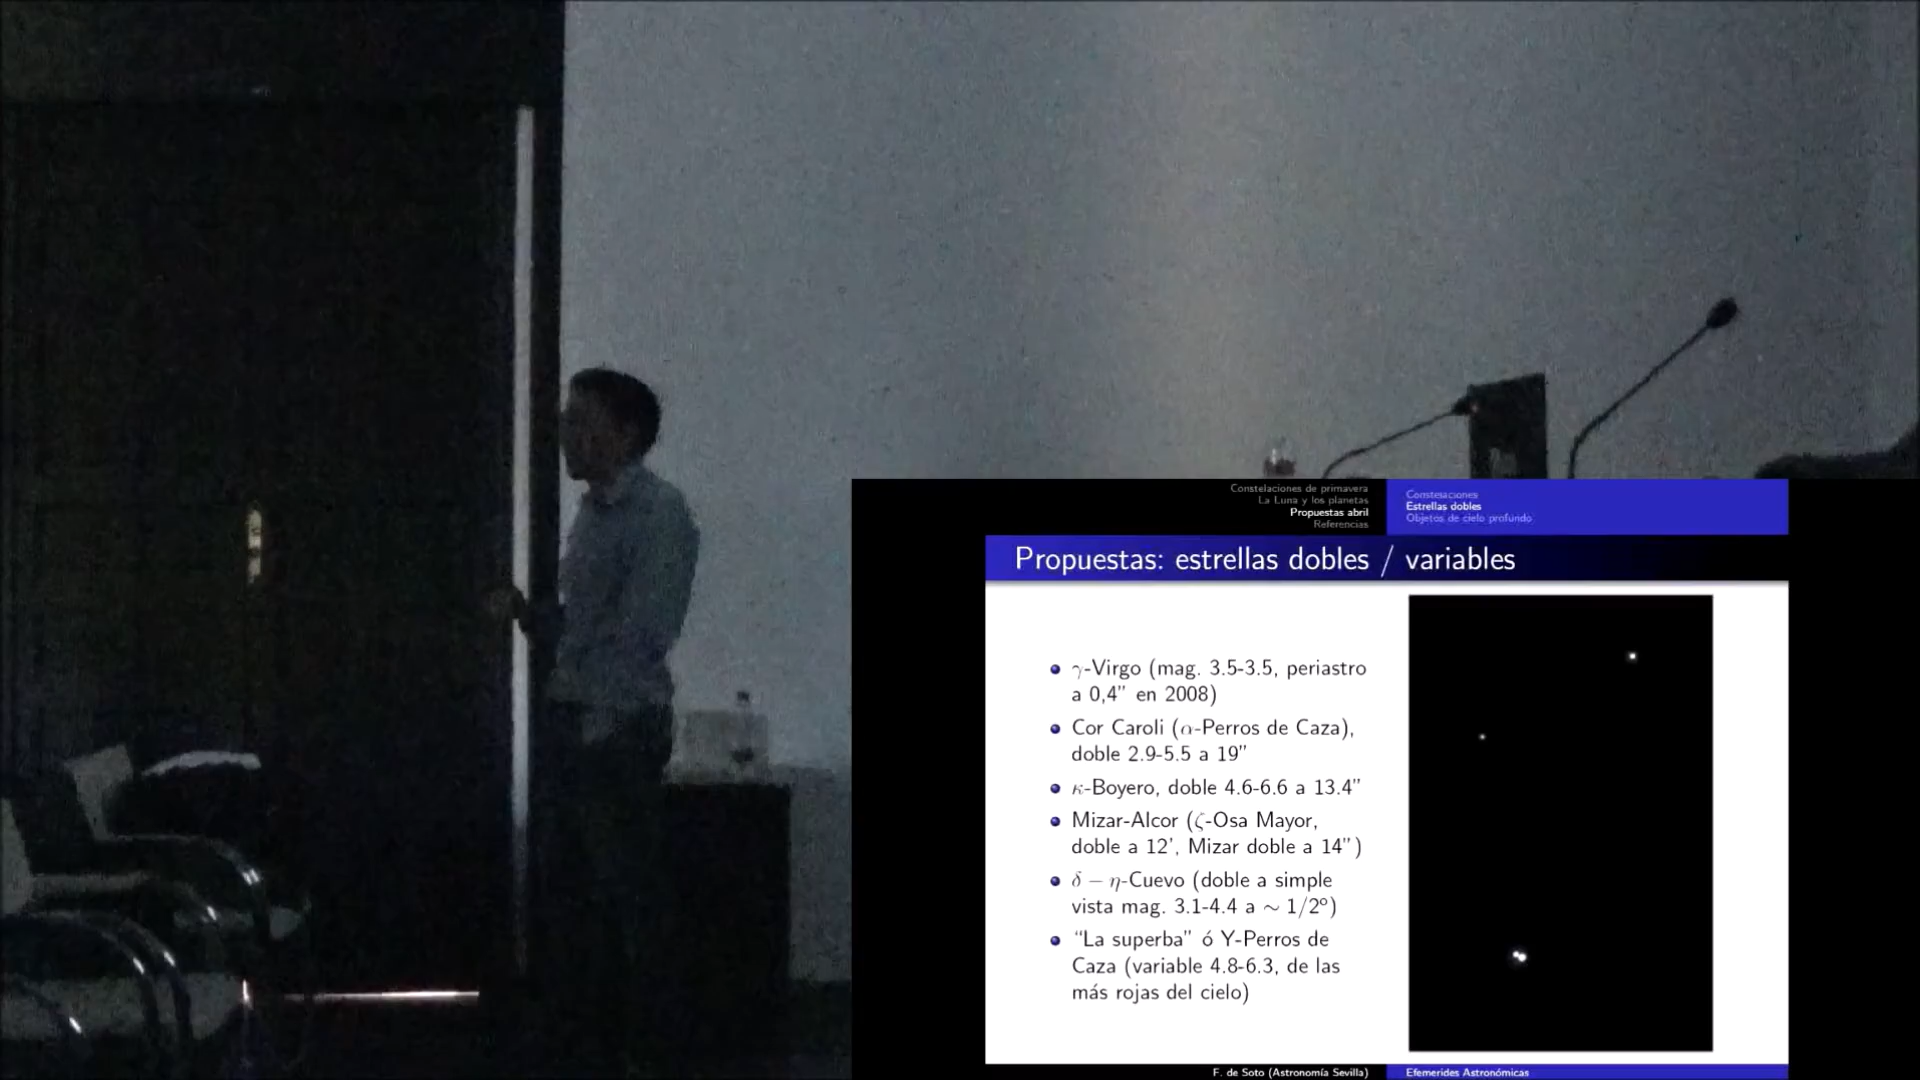 Constelaciones de primavera
La Luna y los planetas
Propuestas abril
Referencias
Constelaciones
Estrellas dobles
Objetos de cielo profundo
Propuestas: estrellas dobles / variables
γ-Virgo (mag. 3.5-3.5, periastro
a 0,4” en 2008)
Cor Caroli (α-Perros de Caza),
doble 2.9-5.5 a 19”
κ-Boyero, doble 4.6-6.6 a 13.4”
Mizar-Alcor (ζ-Osa Mayor,
doble a 12’, Mizar doble a 14”)
δ − η-Cuevo (doble a simple
vista mag. 3.1-4.4 a ∼ 1/2º)
“La superba” ó Y-Perros de
Caza (variable 4.8-6.3, de las
más rojas del cielo)
F. de Soto (Astronomía Sevilla)
Efemerides Astronómicas